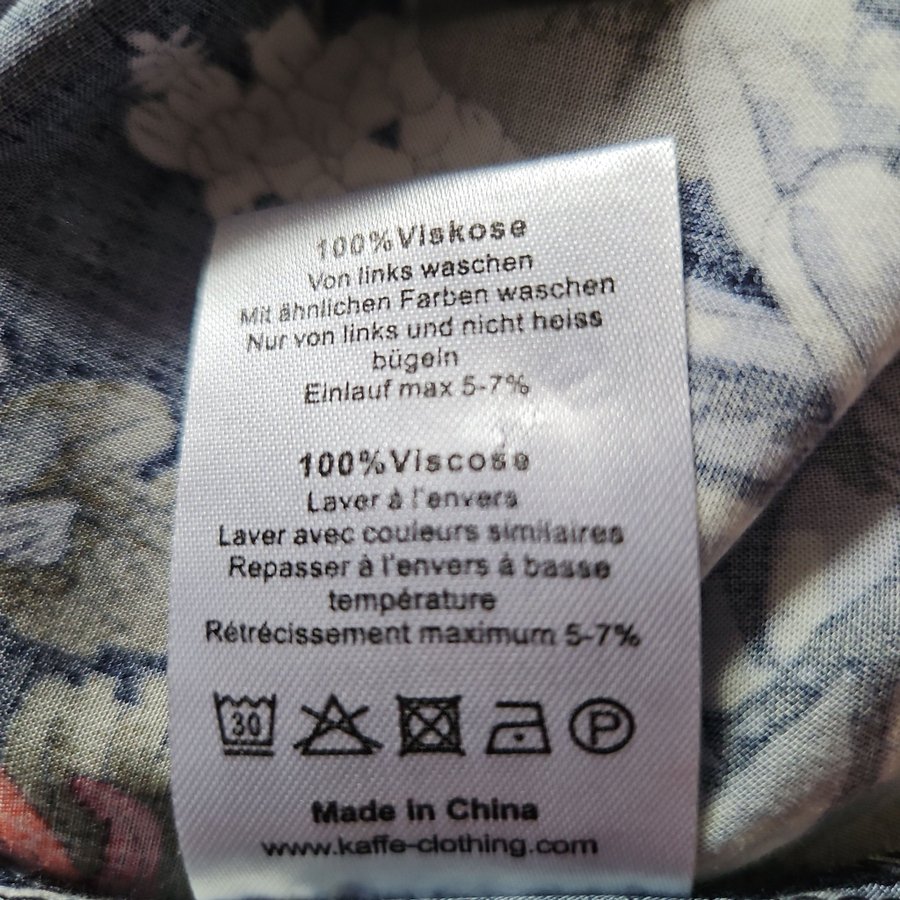 100%Viskose
Von links waschen
Mit ähnlichen Farben waschen
Nur von links und nicht heiss
bügeln
Einlauf max 5-7%
100%Viscose
Laver à l'envers
Laver avec couleurs similaires
Repasser à l'envers à basse
température
Rétrécissement maximum 5-7%
30 P
Made in China
www.kaffe-clothing.com